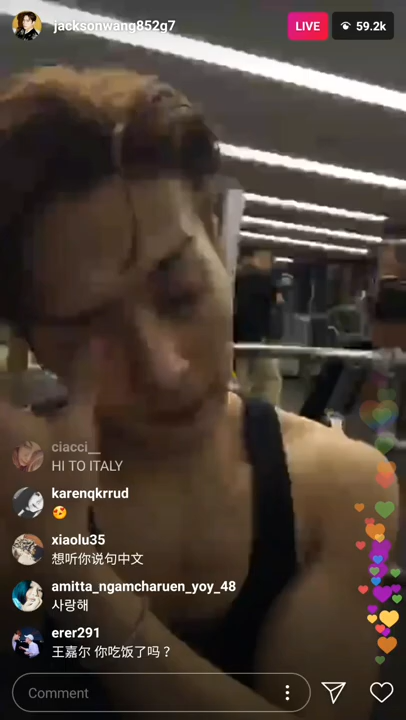 jacksonwang852g7
LIVE
59.2k
ciacci__
HI TO ITALY
karenqkrrud
xiaolu35
想听你说句中文
amitta_ngamcharuen_yoy_48
사랑해
erer291
王嘉尔 你吃饭了吗？
Comment